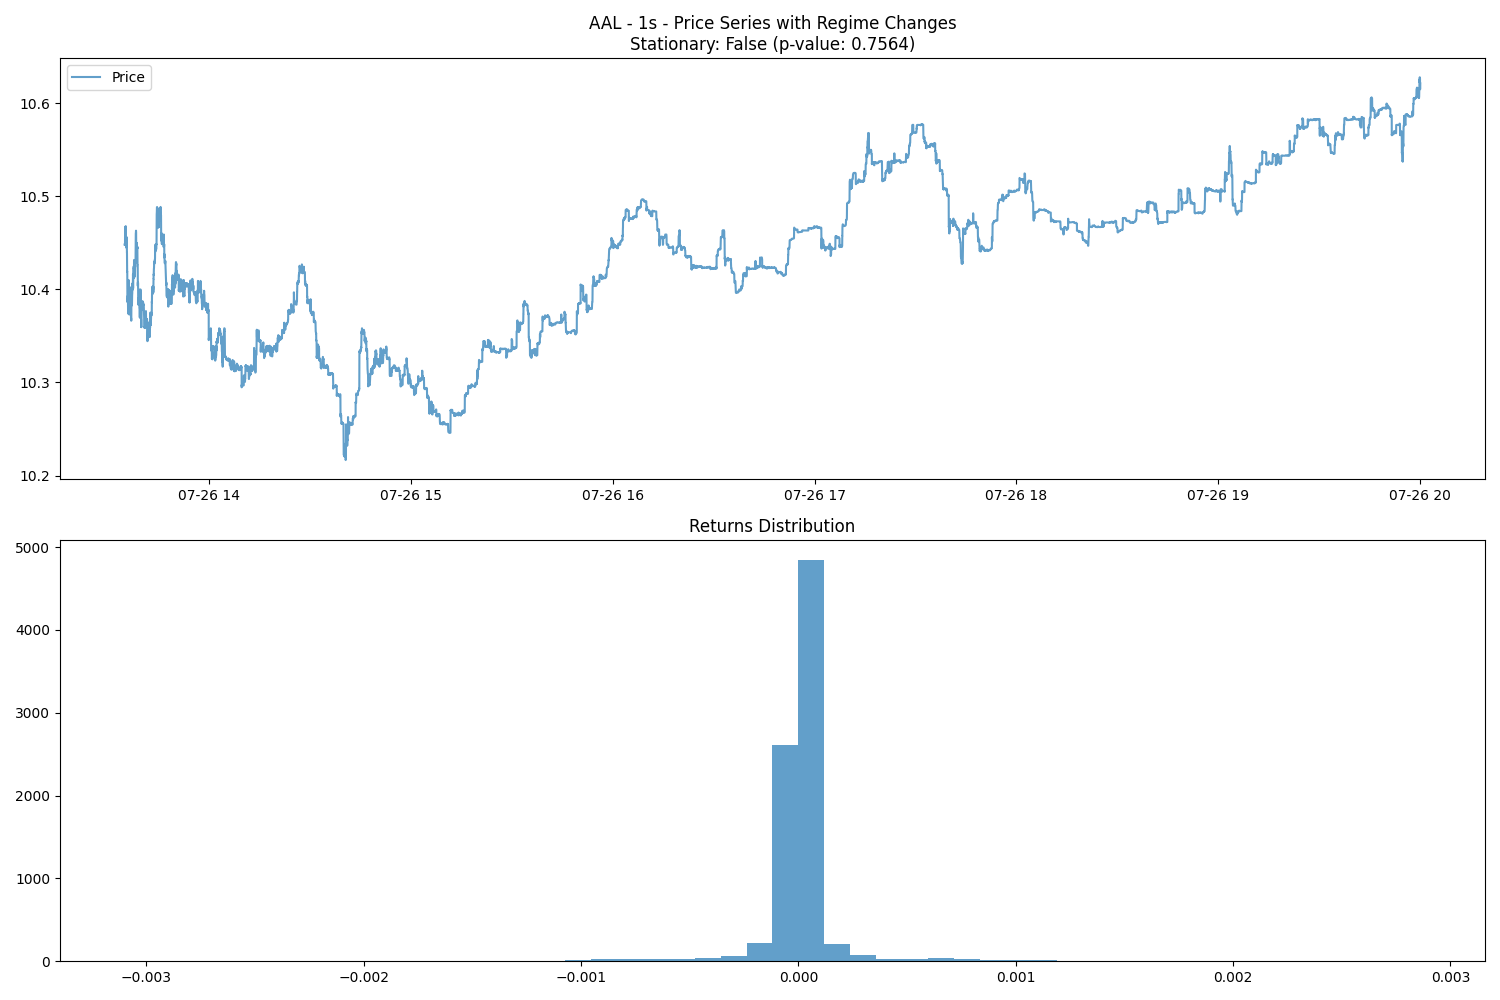 AAL - 1s - Price Series with Regime Changes
Stationary: False (p-value: 0.7564)
Price
10.6
10.5
10.4
10.3
10.2
07-26 14 07-26 15 07-26 16 07-26 17 07-26 18 07-26 19 07-26 20
Returns Distribution
5000
4000
3000
2000
1000
0
−0.003 −0.002 −0.001 0.000 0.001 0.002 0.003